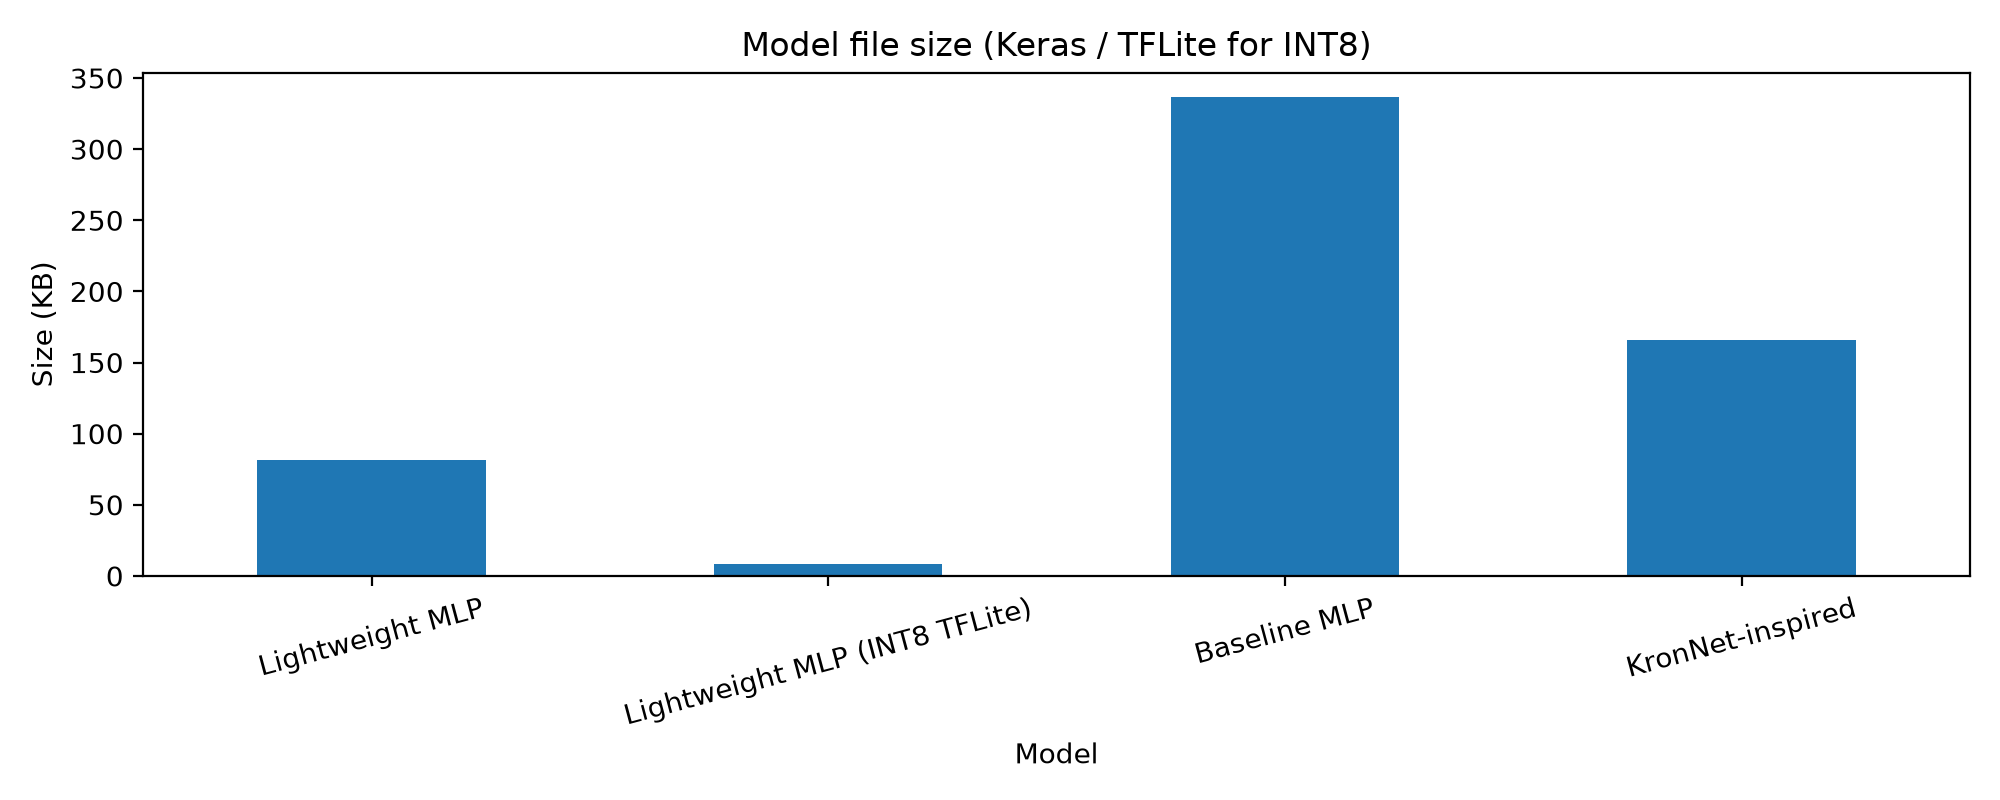 Model file size (Keras / TFLite for INT8)
350
300
250
200
150
100
50
0
Size (KB)
Lightweight MLP
Lightweight MLP (INT8 TFLite)
Baseline MLP
KronNet-inspired
Model